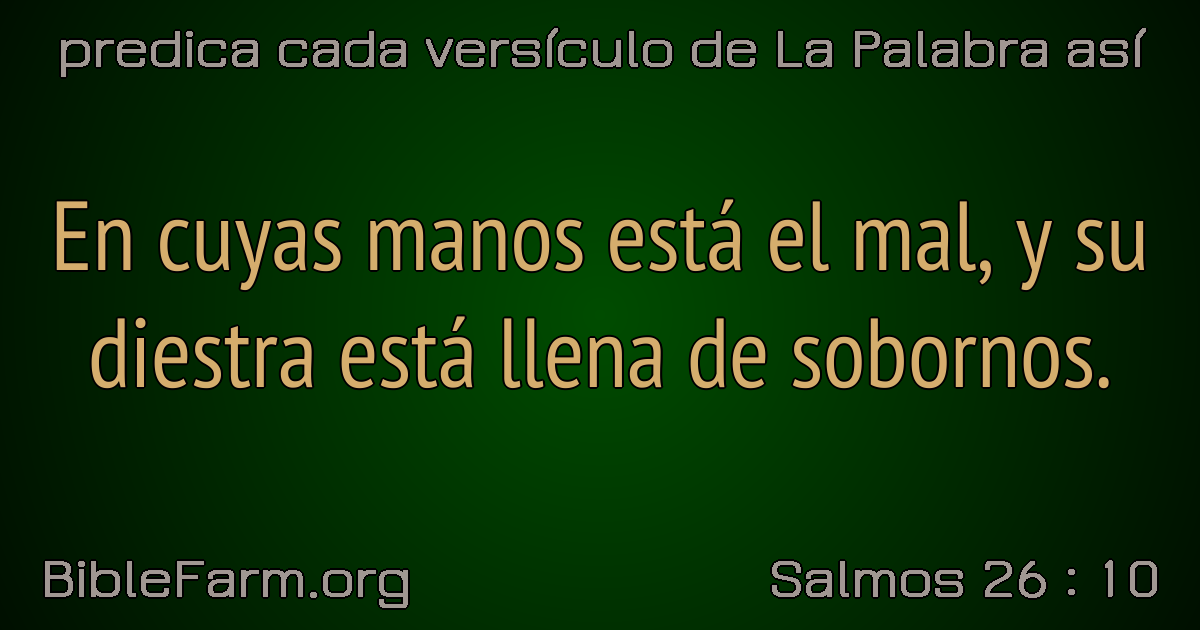 predica cada versículo de La Palabra así
En cuyas manos está el mal, y su
diestra está llena de sobornos.
BibleFarm.org
Salmos 26 : 10